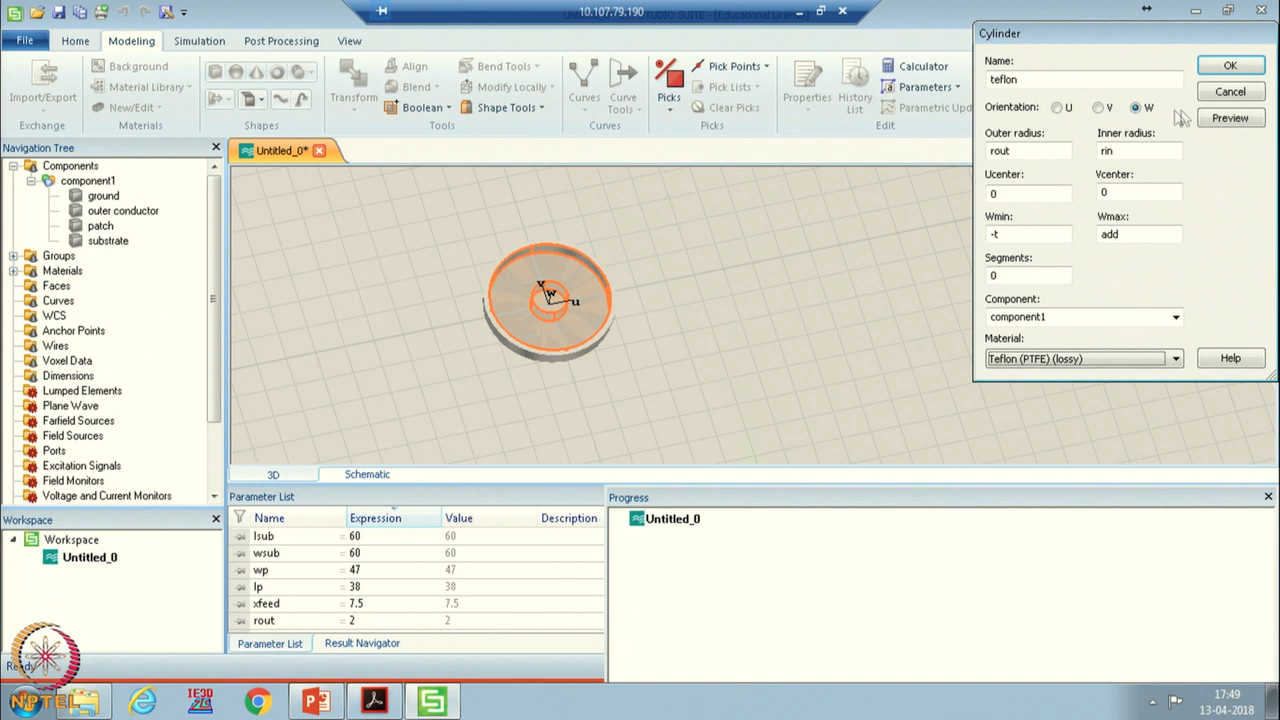 10.107.79.190
File
Home
Modeling
Simulation
Post Processing
View
Import/Export
Exchange
Background
Material Library
New/Edit
Materials
Shapes
Transform
Align
Blend
Boolean
Bend Tools
Modify Locally
Shape Tools
Tools
Curves
Curve Tools
Curves
Picks
Pick Points
Pick Lists
Clear Picks
Picks
Properties
History List
Calculator
Parameters
Parametric Upd
Edit
Navigation Tree
Components
component1
ground
outer conductor
patch
substrate
Groups
Materials
Faces
Curves
WCS
Anchor Points
Wires
Voxel Data
Dimensions
Lumped Elements
Plane Wave
Farfield Sources
Field Sources
Ports
Excitation Signals
Field Monitors
Voltage and Current Monitors
Untitled_0*
v
w
u
3D
Schematic
Cylinder
Name:
teflon
OK
Cancel
Preview
Orientation: U V W
Outer radius: Inner radius:
rout rin
Ucenter: Vcenter:
0 0
Wmin: Wmax:
-t add
Segments:
0
Component:
component1
Material:
Teflon (PTFE) (lossy)
Help
Workspace
Workspace
Untitled_0
Parameter List
Name Expression Value Description
lsub = 60 60
wsub = 60 60
wp = 47 47
lp = 38 38
xfeed = 7.5 7.5
rout = 2 2
Parameter List
Result Navigator
Progress
Untitled_0
NPTEL
IE3D
17:49
13-04-2018